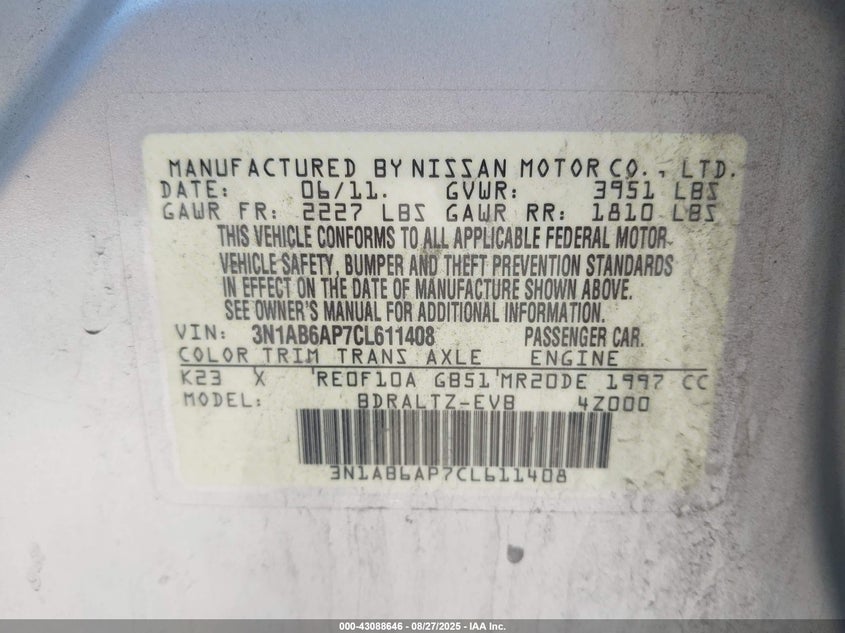 MANUFACTURED BY NISSAN MOTOR CO., LTD.
DATE: 06/11. GVWR: 3951 LBS
GAWR FR: 2227 LBS GAWR RR: 1810 LBS
THIS VEHICLE CONFORMS TO ALL APPLICABLE FEDERAL MOTOR
VEHICLE SAFETY, BUMPER AND THEFT PREVENTION STANDARDS
IN EFFECT ON THE DATE OF MANUFACTURE SHOWN ABOVE.
SEE OWNER'S MANUAL FOR ADDITIONAL INFORMATION.
VIN: 3N1AB6AP7CL611408 PASSENGER CAR.
COLOR TRIM TRANS AXLE ENGINE
K23 X RE0F10A GB51 MR20DE 1997 CC
MODEL: BDRALTZ-EVB 4Z000
3N1AB6AP7CL611408
000-43088646 - 08/27/2025 - IAA Inc.